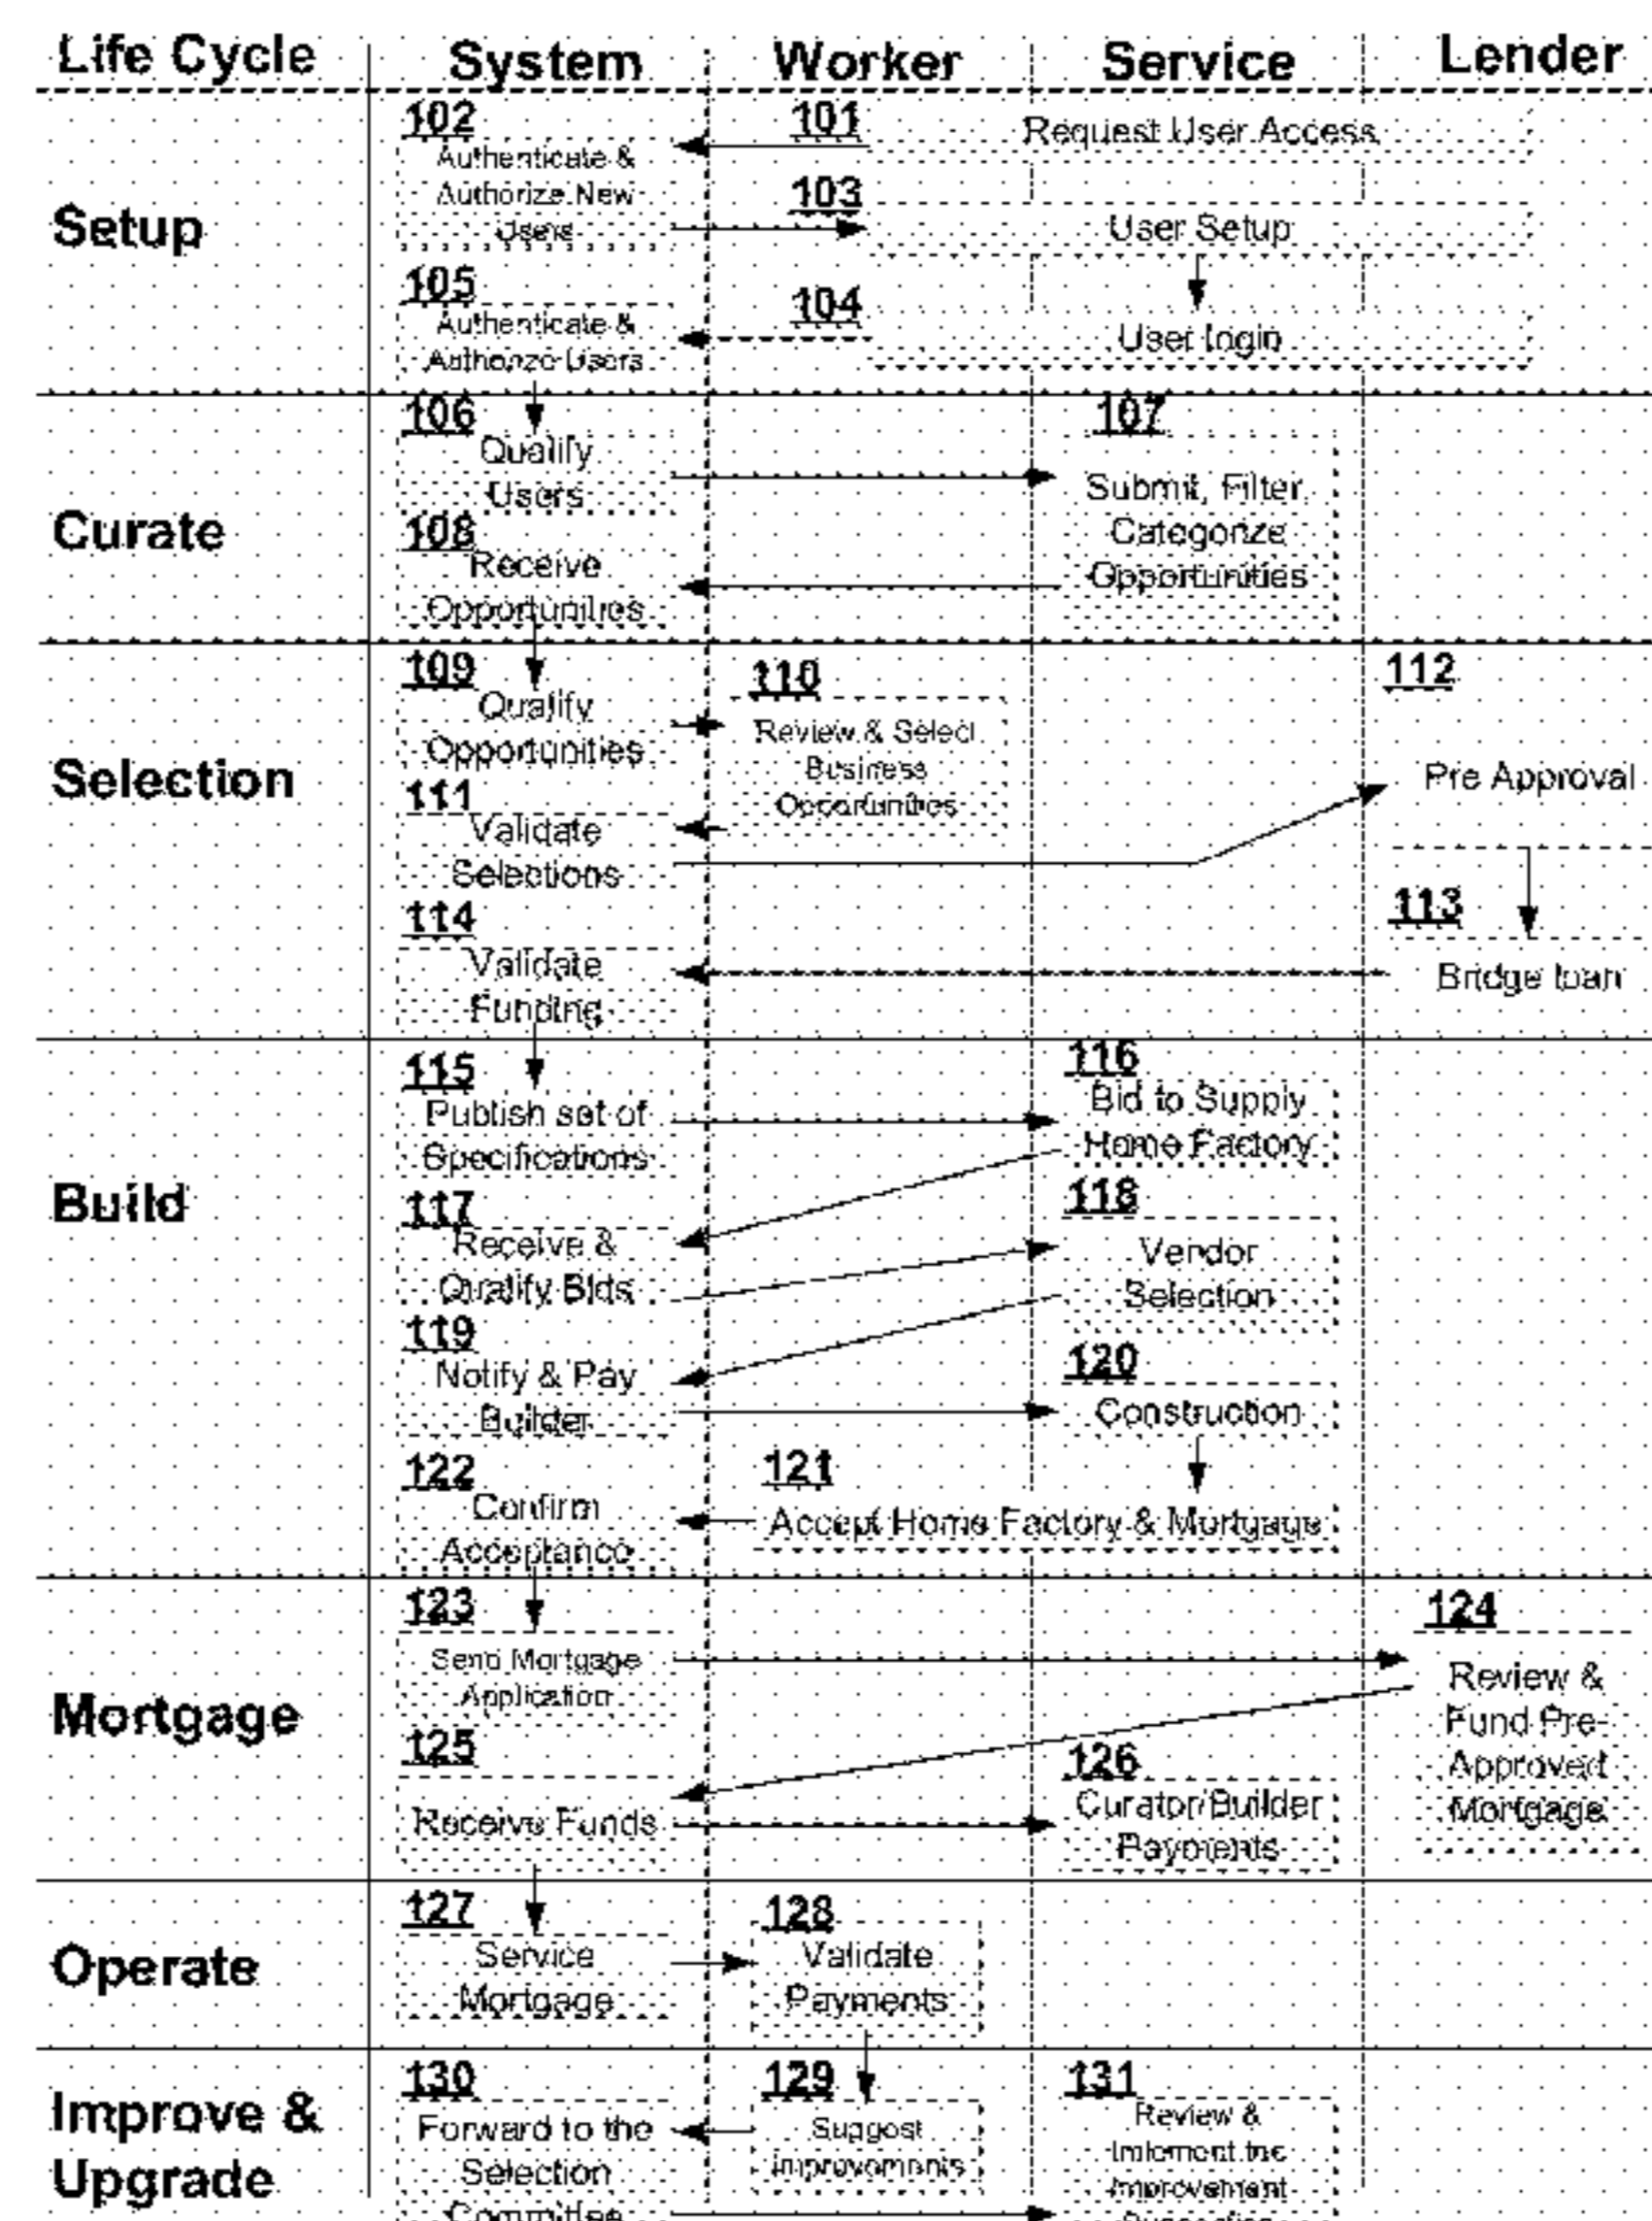 Life Cycle
System
Worker
Service
Lender
Setup
102
Authenticate &
Authorize New
Users
101
Request User Access
103
User Setup
105
Authenticate &
Authorize Users
104
User login
Curate
106
Qualify
Users
107
Submit, Filter,
Categorize
Opportunities
108
Receive
Opportunities
Selection
109
Qualify
Opportunities
110
Review & Select
Business
Opportunities
111
Validate
Selections
112
Pre Approval
114
Validate
Funding
113
Bridge loan
Build
115
Publish set of
Specifications
116
Bid to Supply
Home Factory
117
Receive &
Qualify Bids
118
Vendor
Selection
119
Notify & Pay
Builder
120
Construction
122
Confirm
Acceptance
121
Accept Home Factory & Mortgage
Mortgage
123
Send Mortgage
Application
124
Review &
Fund Pre-
Approved
Mortgage
125
Receive Funds
126
Curator/Builder
Payments
Operate
127
Service
Mortgage
128
Validate
Payments
Improve &
Upgrade
130
Forward to the
Selection
Committee
129
Suggest
improvements
131
Review &
Imlement the
improvement